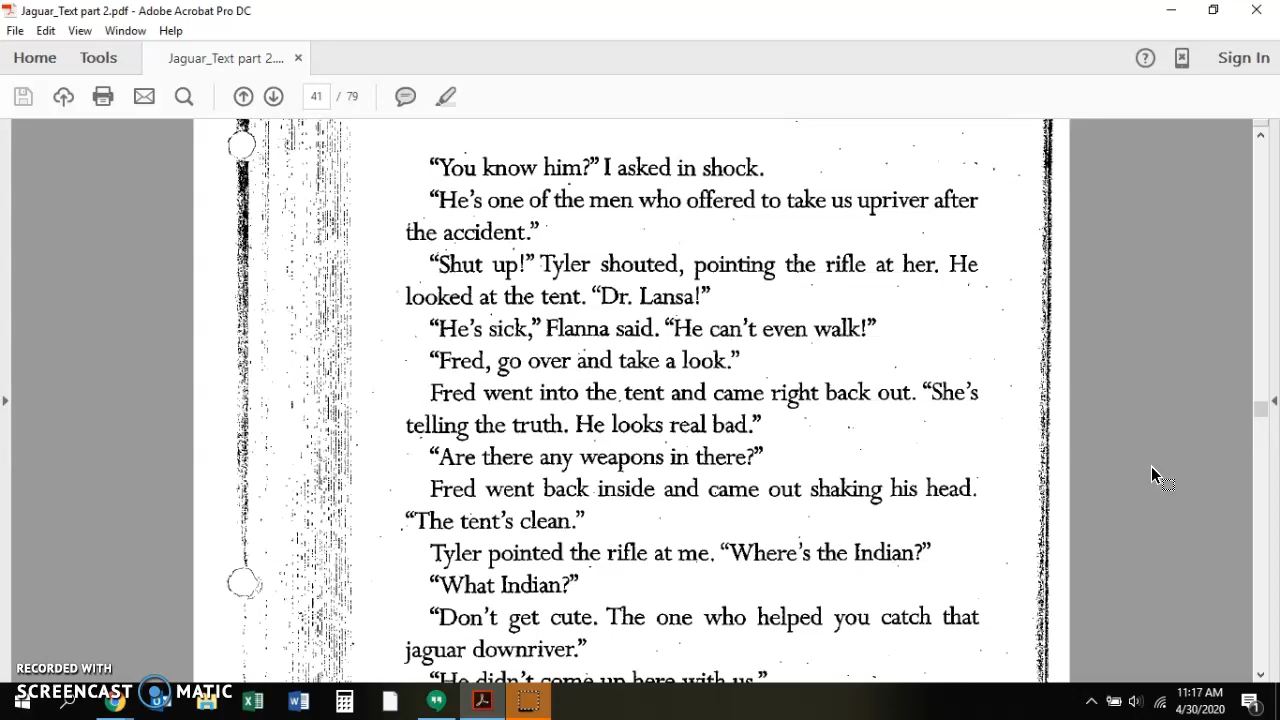 Jaguar_Text part 2.pdf - Adobe Acrobat Pro DC
File Edit View Window Help
Home Tools Jaguar_Text part 2.... × Sign In
41 / 79
“You know him?” I asked in shock.
“He’s one of the men who offered to take us upriver after
the accident.”
“Shut up!” Tyler shouted, pointing the rifle at her. He
looked at the tent. “Dr. Lansa!”
“He’s sick,” Flanna said. “He can’t even walk!”
“Fred, go over and take a look.”
Fred went into the tent and came right back out. “She’s
telling the truth. He looks real bad.”
“Are there any weapons in there?”
Fred went back inside and came out shaking his head.
“The tent’s clean.”
Tyler pointed the rifle at me. “Where’s the Indian?”
“What Indian?”
“Don’t get cute. The one who helped you catch that
jaguar downriver.”
“He didn’t come up here with us.”
RECORDED WITH
SCREENCAST MATIC
11:17 AM
4/30/2020